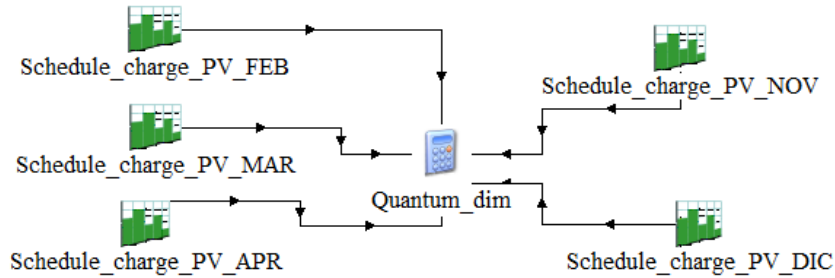 Schedule_charge_PV_FEB
Schedule_charge_PV_NOV
Schedule_charge_PV_MAR
Quantum_dim
Schedule_charge_PV_APR
Schedule_charge_PV_DIC